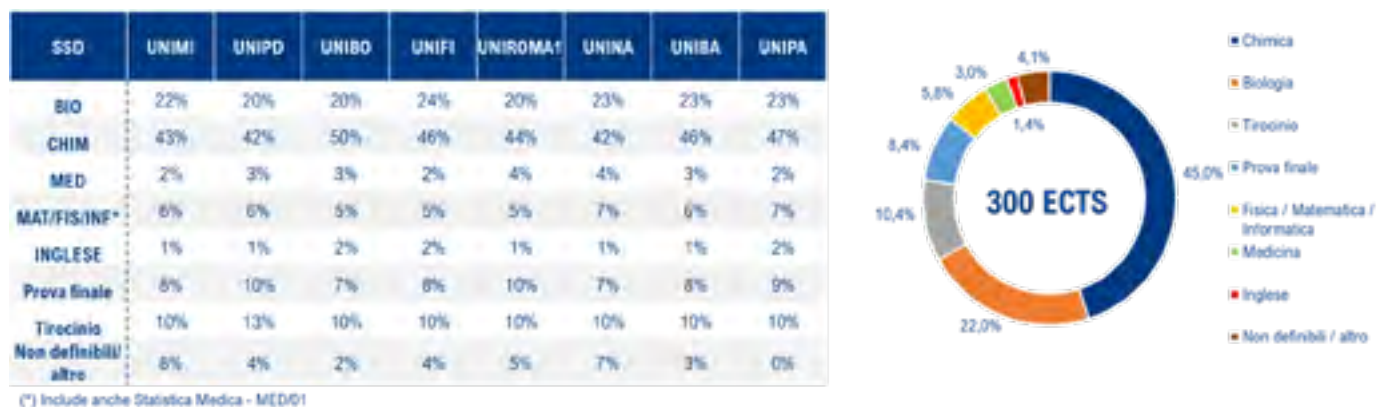 SSD UNIMI UNIPD UNIBO UNIFI UNIROMA1 UNINA UNIBA UNIPA
BIO 22% 20% 20% 24% 20% 23% 23% 23%
CHIM 43% 42% 50% 46% 44% 42% 46% 47%
MED 2% 3% 3% 2% 4% 4% 3% 2%
MAT/FIS/INF* 6% 6% 5% 5% 5% 7% 6% 7%
INGLESE 1% 1% 2% 2% 1% 1% 1% 2%
Prova finale 8% 10% 7% 8% 10% 7% 8% 9%
Tirocinio 10% 13% 10% 10% 10% 10% 10% 10%
Non definibili/
altro 8% 4% 2% 4% 5% 7% 3% 0%
(*) Include anche Statistica Medica - MED/01
4,1%
3,0%
5,8%
1,4%
8,4%
45,0%
10,4%
300 ECTS
22,0%
Chimica
Biologia
Tirocinio
Prova finale
Fisica / Matematica /
Informatica
Medicina
Inglese
Non definibili / altro